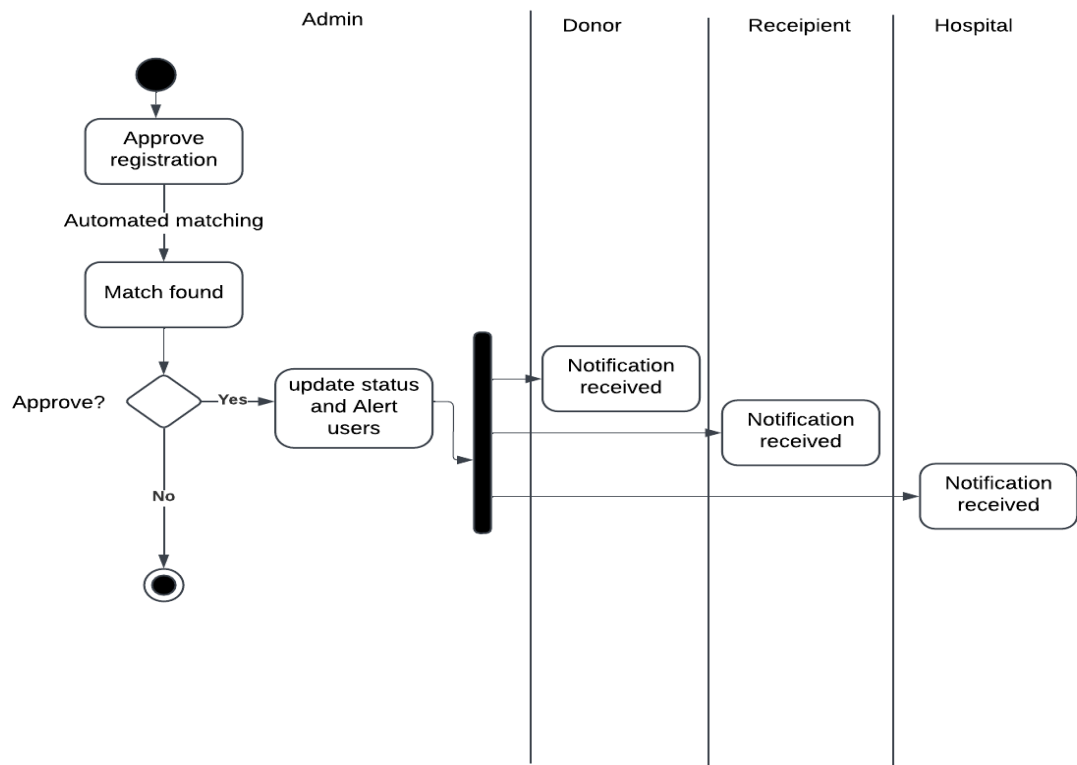 Admin
Donor
Receipient
Hospital
Approve
registration
Automated matching
Match found
Approve?
Yes
update status
and Alert
users
Notification
received
Notification
received
Notification
received
No